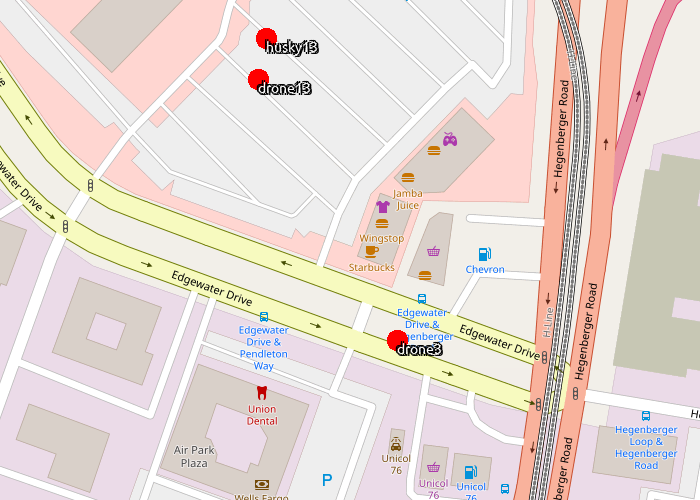 husky13
drone13
Hegenberger Road
Jamba
Juice
Wingstop
Starbucks
Chevron
Edgewater Drive
H-Line
Edgewater
Drive &
Hegenberger
Edgewater Drive
Edgewater Drive
Hegenberger Road
Edgewater
Drive &
Pendleton
Way
drone3
Union
Dental
Air Park
Plaza
Wells Fargo
P
Unicol
76
Unicol
76
Unicol
76
Hegenberger
Loop &
Hegenberger
Road